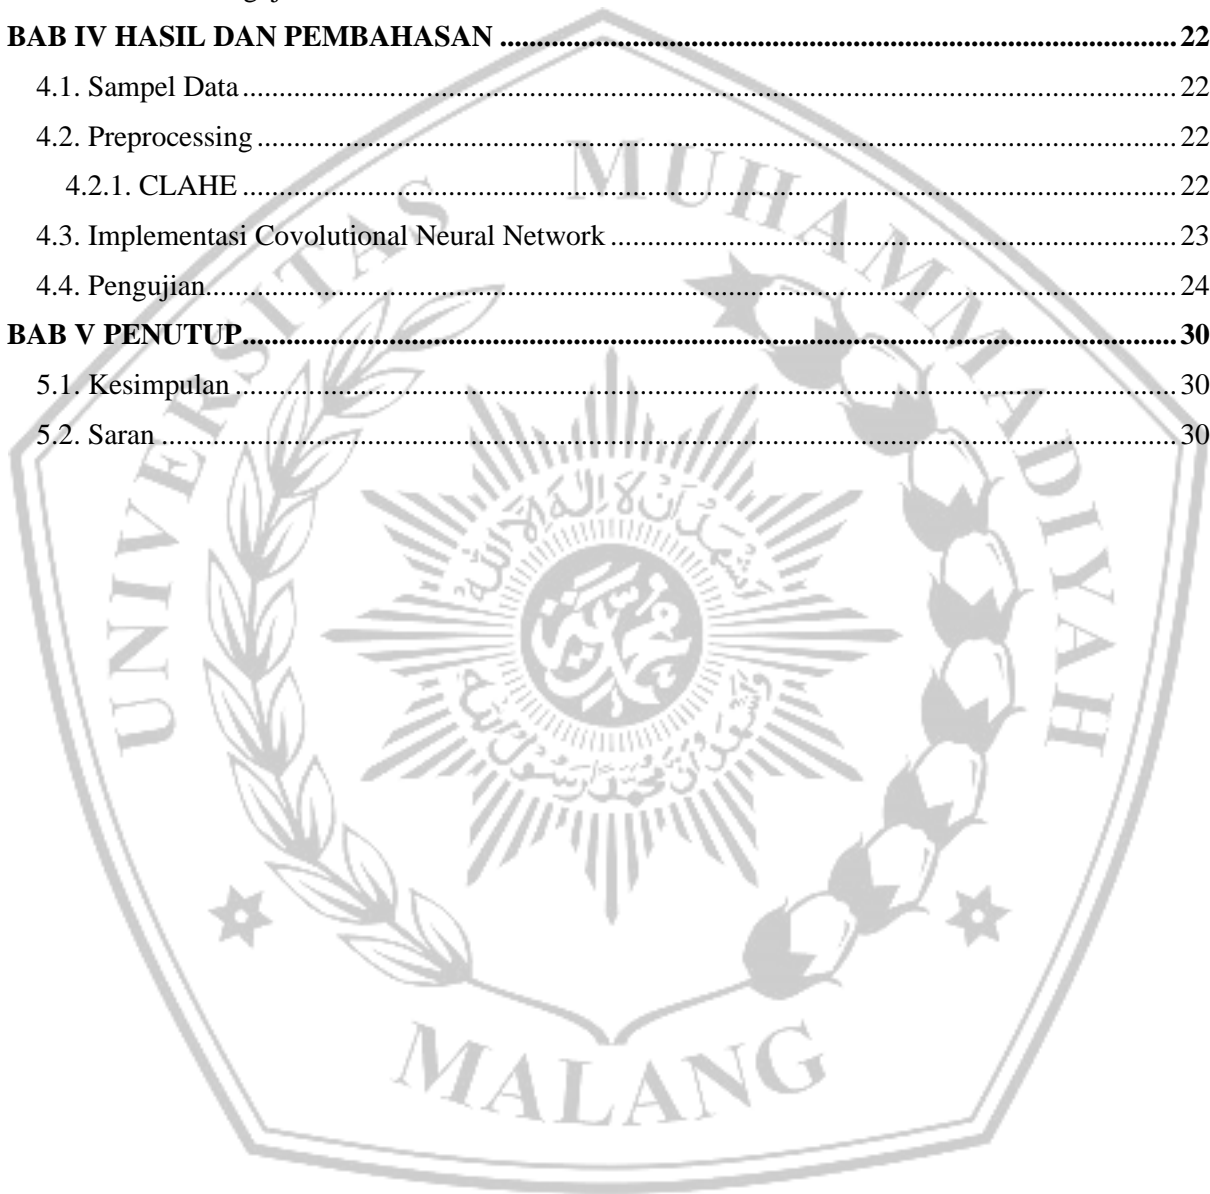 BAB IV HASIL DAN PEMBAHASAN ........................ 22
4.1. Sampel Data ........................ 22
4.2. Preprocessing ........................ 22
4.2.1. CLAHE ........................ 22
4.3. Implementasi Covolutional Neural Network ........................ 23
4.4. Pengujian ........................ 24
BAB V PENUTUP ........................ 30
5.1. Kesimpulan ........................ 30
5.2. Saran ........................ 30
UNIVERSITAS MUHAMMADIYAH
MALANG